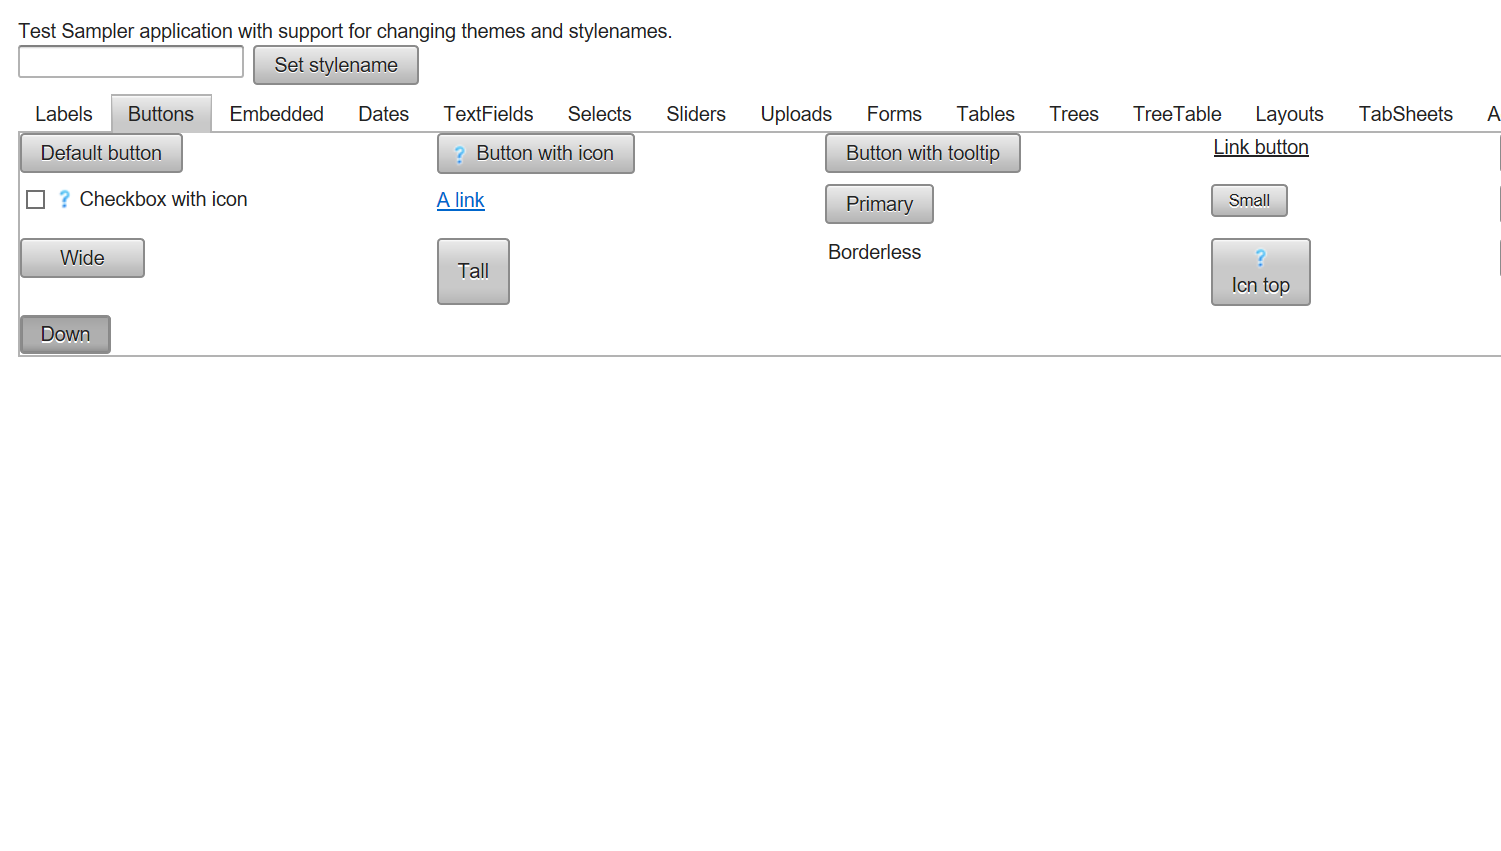 Test Sampler application with support for changing themes and stylenames.
Set stylename
Labels Buttons Embedded Dates TextFields Selects Sliders Uploads Forms Tables Trees TreeTable Layouts TabSheets A
Default button Button with icon Button with tooltip Link button
Checkbox with icon A link Primary Small
Wide Tall Borderless Icn top
Down